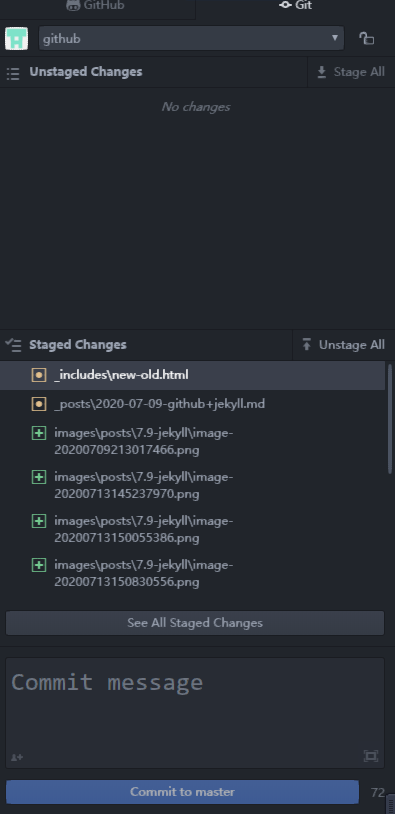 GitHub
Git
github
Unstaged Changes
Stage All
No changes
Staged Changes
Unstage All
_includes\new-old.html
_posts\2020-07-09-github+jekyll.md
images\posts\7.9-jekyll\image-
20200709213017466.png
images\posts\7.9-jekyll\image-
20200713145237970.png
images\posts\7.9-jekyll\image-
20200713150055386.png
images\posts\7.9-jekyll\image-
20200713150830556.png
See All Staged Changes
Commit message
Commit to master
72